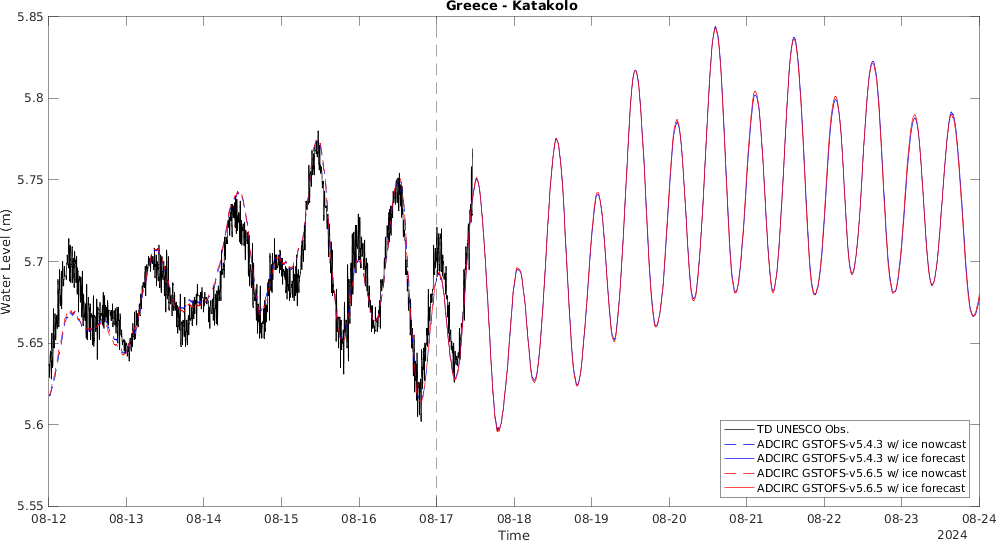 Greece - Katakolo
5.85
5.8
5.75
5.7
5.65
5.6
5.55
Water Level (m)
08-12 08-13 08-14 08-15 08-16 08-17 08-18 08-19 08-20 08-21 08-22 08-23 08-24
Time
2024
TD UNESCO Obs.
ADCIRC GSTOFS-v5.4.3 w/ ice nowcast
ADCIRC GSTOFS-v5.4.3 w/ ice forecast
ADCIRC GSTOFS-v5.6.5 w/ ice nowcast
ADCIRC GSTOFS-v5.6.5 w/ ice forecast